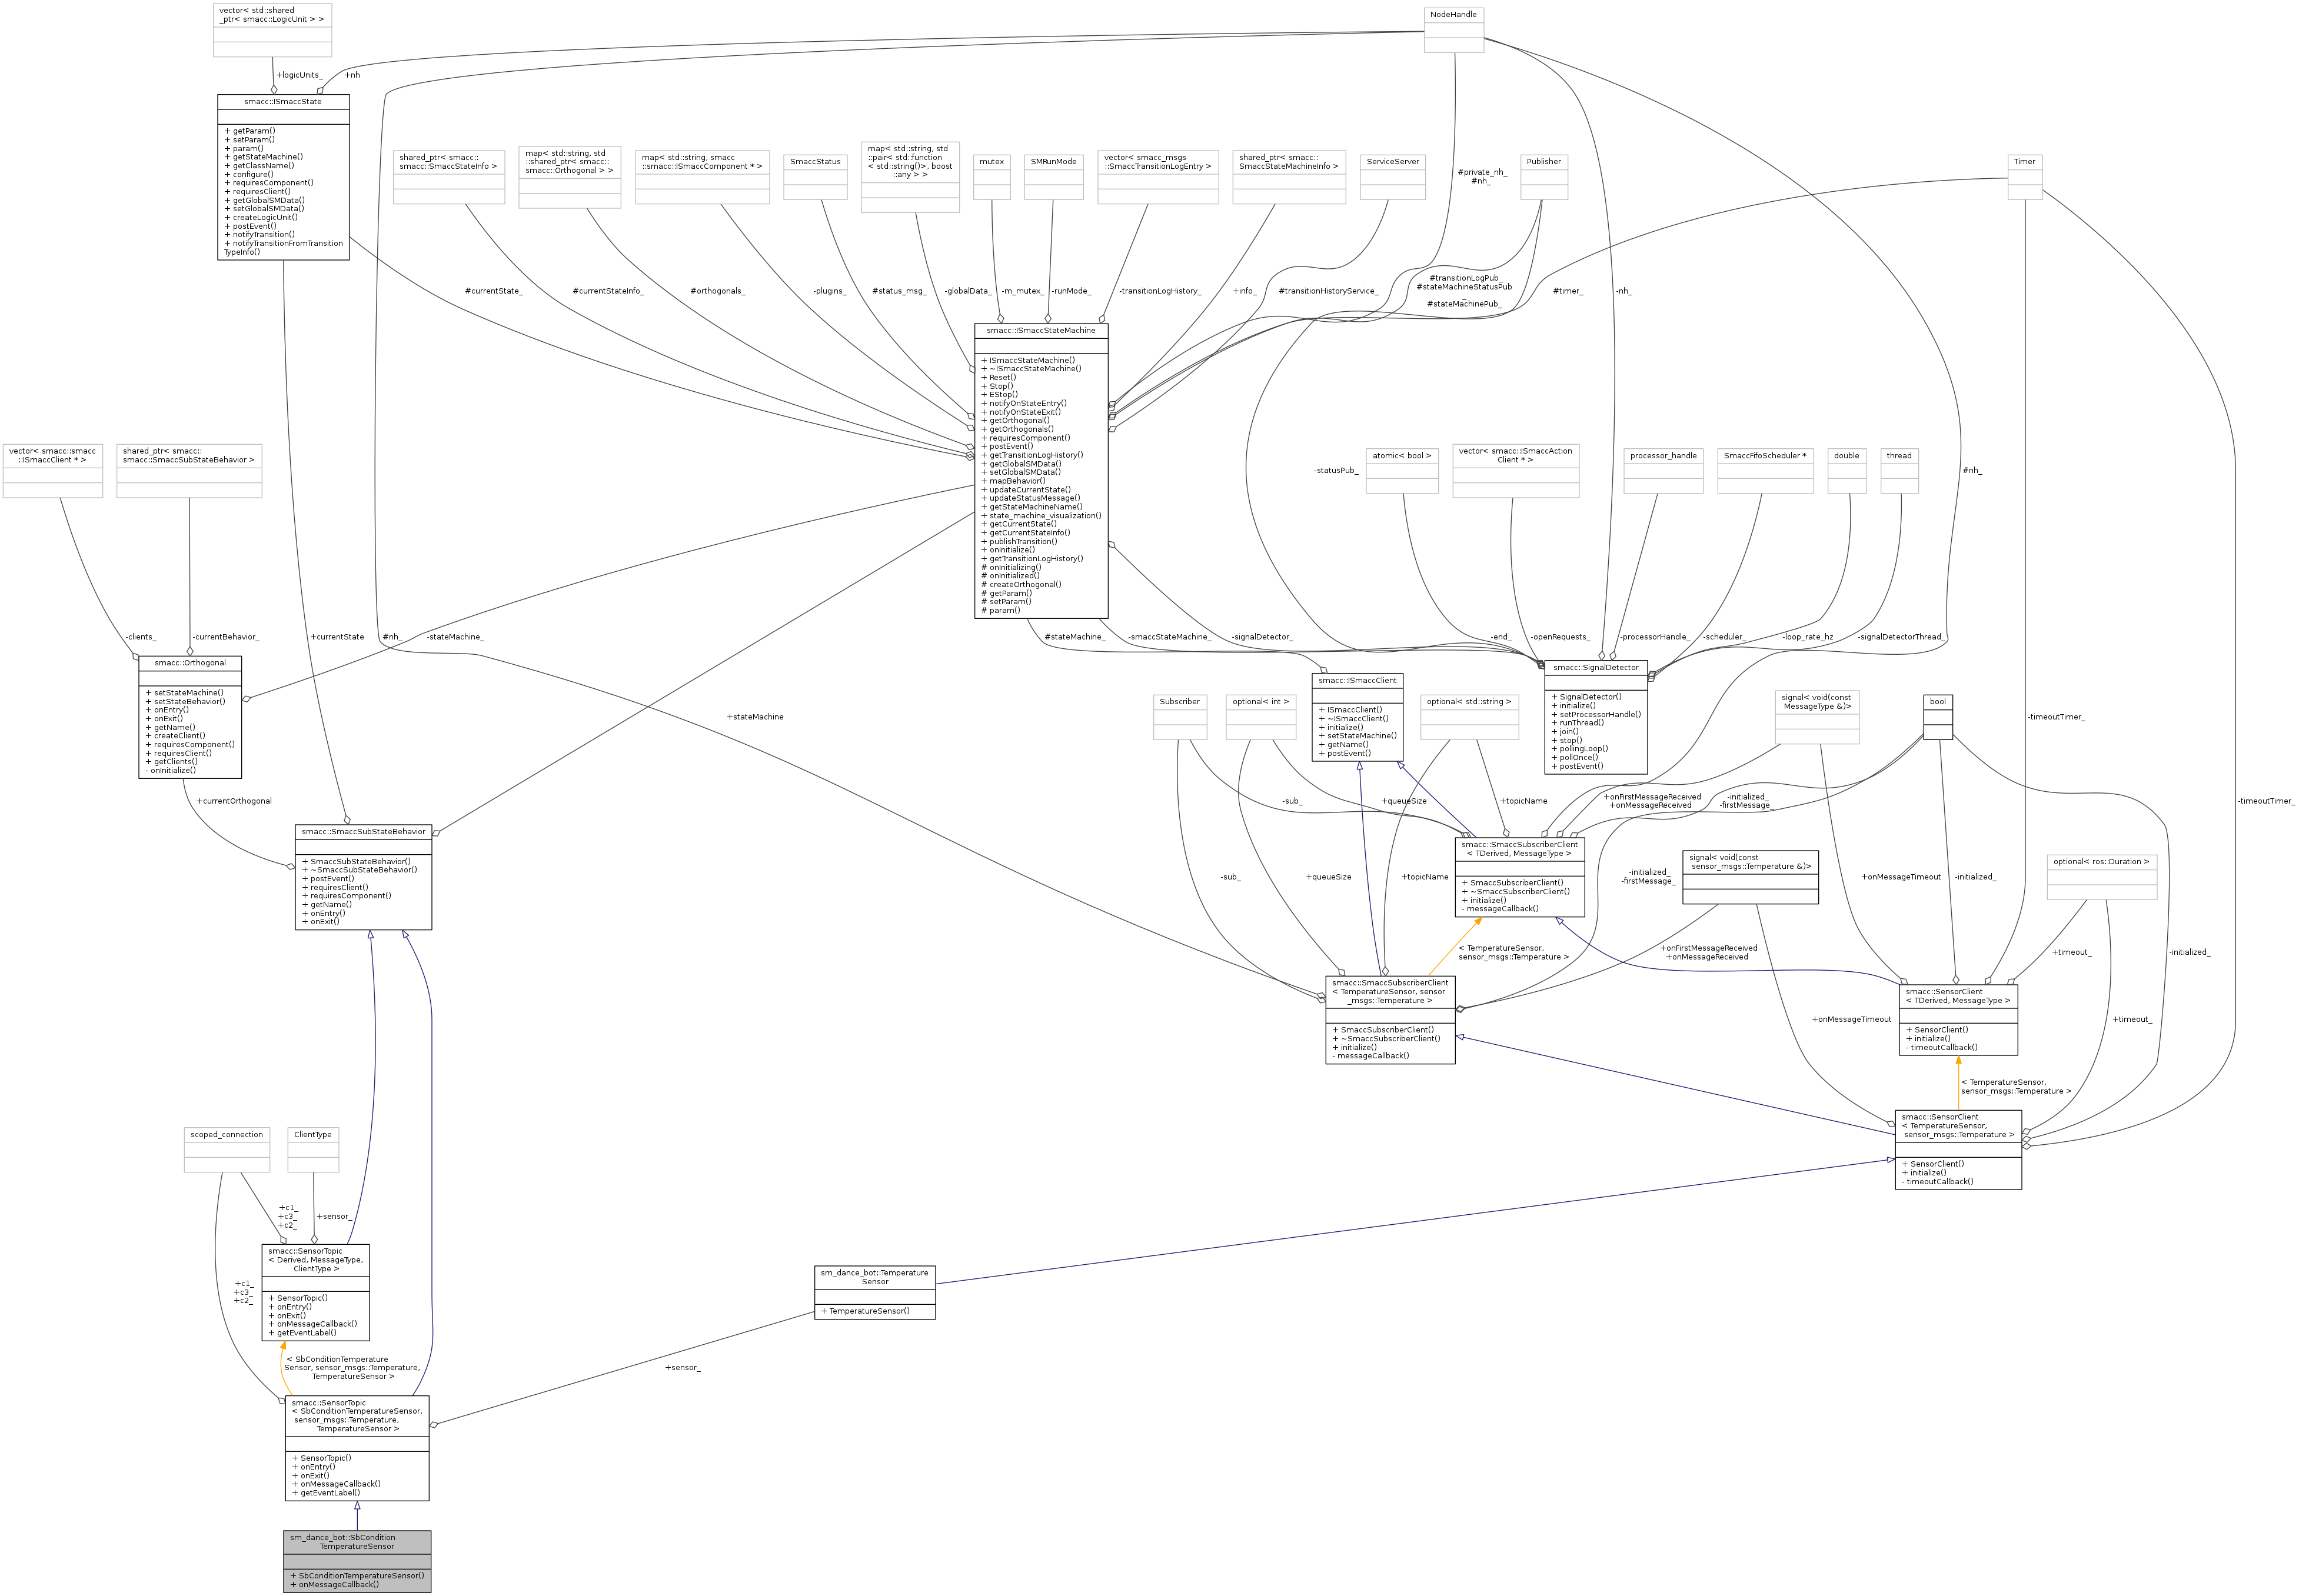 vector< std::shared
_ptr< smacc::LogicUnit > >
NodeHandle
+logicUnits_
+nh
smacc::ISmaccState
+ getParam()
+ setParam()
+ param()
+ getStateMachine()
+ getClassName()
+ configure()
+ requiresComponent()
+ requiresClient()
+ getGlobalSMData()
+ setGlobalSMData()
+ createLogicUnit()
+ postEvent()
+ notifyTransition()
+ notifyTransitionFromTransition
TypeInfo()
shared_ptr< smacc::
smacc::SmaccStateInfo >
map< std::string, std
::shared_ptr< smacc::
smacc::Orthogonal > >
map< std::string, smacc
::smacc::ISmaccComponent * >
SmaccStatus
map< std::string, std
::pair< std::function
< std::string()>, boost
::any > >
mutex
SMRunMode
vector< smacc_msgs
::SmaccTransitionLogEntry >
shared_ptr< smacc::
SmaccStateMachineInfo >
ServiceServer
Publisher
Timer
#private_nh_
#nh_
#currentState_
#currentStateInfo_
#orthogonals_
-plugins_
#status_msg_
-globalData_
-m_mutex_
-runMode_
-transitionLogHistory_
+info_
#transitionHistoryService_
#transitionLogPub_
#stateMachineStatusPub
_
#stateMachinePub_
#timer_
-nh_
smacc::ISmaccStateMachine
+ ISmaccStateMachine()
+ ~ISmaccStateMachine()
+ Reset()
+ Stop()
+ EStop()
+ notifyOnStateEntry()
+ notifyOnStateExit()
+ getOrthogonal()
+ getOrthogonals()
+ requiresComponent()
+ postEvent()
+ getTransitionLogHistory()
+ getGlobalSMData()
+ setGlobalSMData()
+ mapBehavior()
+ updateCurrentState()
+ updateStatusMessage()
+ getStateMachineName()
+ state_machine_visualization()
+ getCurrentState()
+ getCurrentStateInfo()
+ publishTransition()
+ onInitialize()
+ getTransitionLogHistory()
# onInitializing()
# onInitialized()
# createOrthogonal()
# getParam()
# setParam()
# param()
vector< smacc::smacc
::ISmaccClient * >
shared_ptr< smacc::
smacc::SmaccSubStateBehavior >
-statusPub_
atomic< bool >
vector< smacc::ISmaccAction
Client * >
processor_handle
SmaccFifoScheduler *
double
thread
#nh_
-clients_
-currentBehavior_
+currentState
#nh_
-stateMachine_
#stateMachine_
-smaccStateMachine_
-signalDetector_
-end_
-openRequests_
-processorHandle_
-scheduler_
-loop_rate_hz
-signalDetectorThread_
smacc::Orthogonal
+ setStateMachine()
+ setStateBehavior()
+ onEntry()
+ onExit()
+ getName()
+ createClient()
+ requiresComponent()
+ requiresClient()
+ getClients()
- onInitialize()
smacc::SignalDetector
+ SignalDetector()
+ initialize()
+ setProcessorHandle()
+ runThread()
+ join()
+ stop()
+ pollingLoop()
+ pollOnce()
+ postEvent()
smacc::ISmaccClient
+ ISmaccClient()
+ ~ISmaccClient()
+ initialize()
+ setStateMachine()
+ getName()
+ postEvent()
Subscriber
optional< int >
optional< std::string >
signal< void(const
MessageType &)>
bool
+stateMachine
-timeoutTimer_
+currentOrthogonal
-sub_
+queueSize
+topicName
+onFirstMessageReceived
+onMessageReceived
-initialized_
-firstMessage_
-timeoutTimer_
smacc::SmaccSubStateBehavior
+ SmaccSubStateBehavior()
+ ~SmaccSubStateBehavior()
+ postEvent()
+ requiresClient()
+ requiresComponent()
+ getName()
+ onEntry()
+ onExit()
smacc::SmaccSubscriberClient
< TDerived, MessageType >
+ SmaccSubscriberClient()
+ ~SmaccSubscriberClient()
+ initialize()
- messageCallback()
signal< void(const
sensor_msgs::Temperature &)>
optional< ros::Duration >
-sub_
+queueSize
+topicName
-initialized_
-firstMessage_
+onMessageTimeout
-initialized_
< TemperatureSensor,
sensor_msgs::Temperature >
+onFirstMessageReceived
+onMessageReceived
+timeout_
-initialized_
smacc::SmaccSubscriberClient
< TemperatureSensor, sensor
_msgs::Temperature >
+ SmaccSubscriberClient()
+ ~SmaccSubscriberClient()
+ initialize()
- messageCallback()
smacc::SensorClient
< TDerived, MessageType >
+ SensorClient()
+ initialize()
- timeoutCallback()
+onMessageTimeout
+timeout_
< TemperatureSensor,
sensor_msgs::Temperature >
smacc::SensorClient
< TemperatureSensor,
sensor_msgs::Temperature >
+ SensorClient()
+ initialize()
- timeoutCallback()
scoped_connection
ClientType
+c1_
+c3_
+c2_
+sensor_
smacc::SensorTopic
< Derived, MessageType,
ClientType >
+ SensorTopic()
+ onEntry()
+ onExit()
+ onMessageCallback()
+ getEventLabel()
+c1_
+c3_
+c2_
sm_dance_bot::Temperature
Sensor
+ TemperatureSensor()
< SbConditionTemperature
Sensor, sensor_msgs::Temperature,
TemperatureSensor >
+sensor_
smacc::SensorTopic
< SbConditionTemperatureSensor,
sensor_msgs::Temperature,
TemperatureSensor >
+ SensorTopic()
+ onEntry()
+ onExit()
+ onMessageCallback()
+ getEventLabel()
sm_dance_bot::SbCondition
TemperatureSensor
+ SbConditionTemperatureSensor()
+ onMessageCallback()